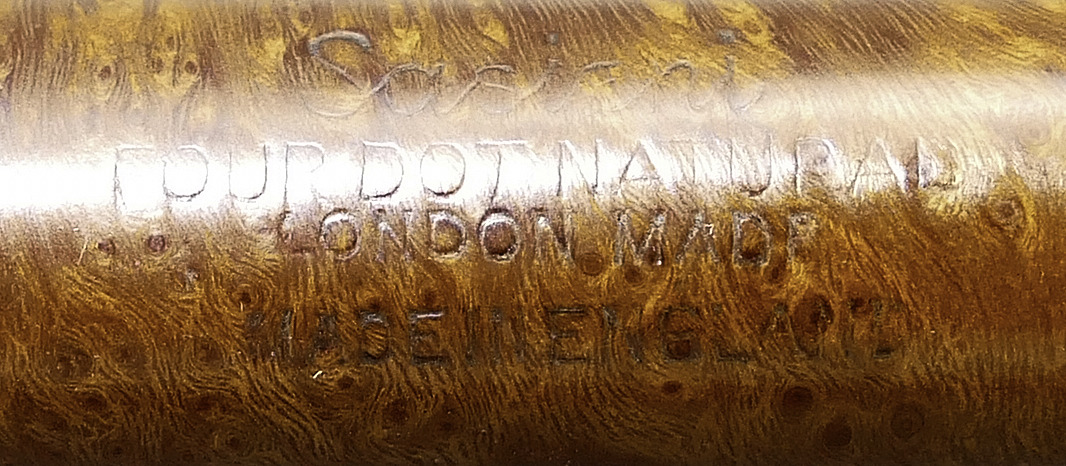 Sasieni
FOUR DOT NATURAL
LONDON MADE
MADE IN ENGLAND